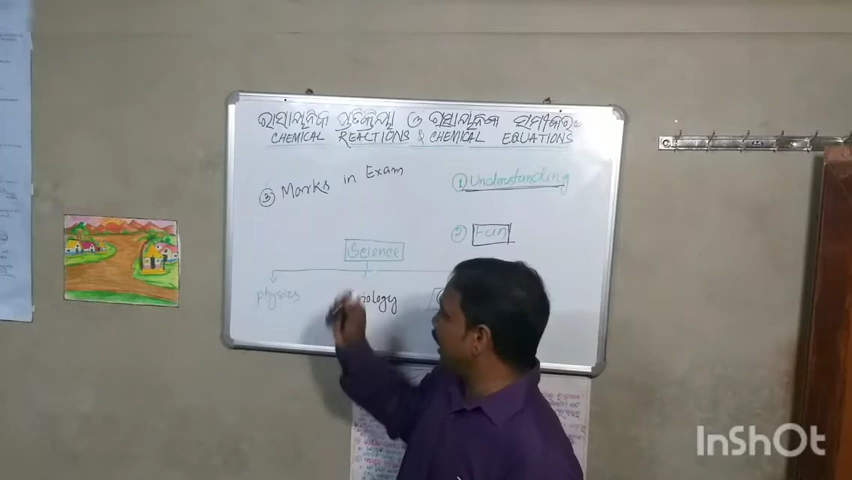 ରାସାୟନିକ ପ୍ରତିକ୍ରିୟା ଓ ରାସାୟନିକ ସମୀକରଣ
CHEMICAL REACTIONS & CHEMICAL EQUATIONS
③ Marks in Exam
① Understanding
② Fun
Science
physics
InShOt